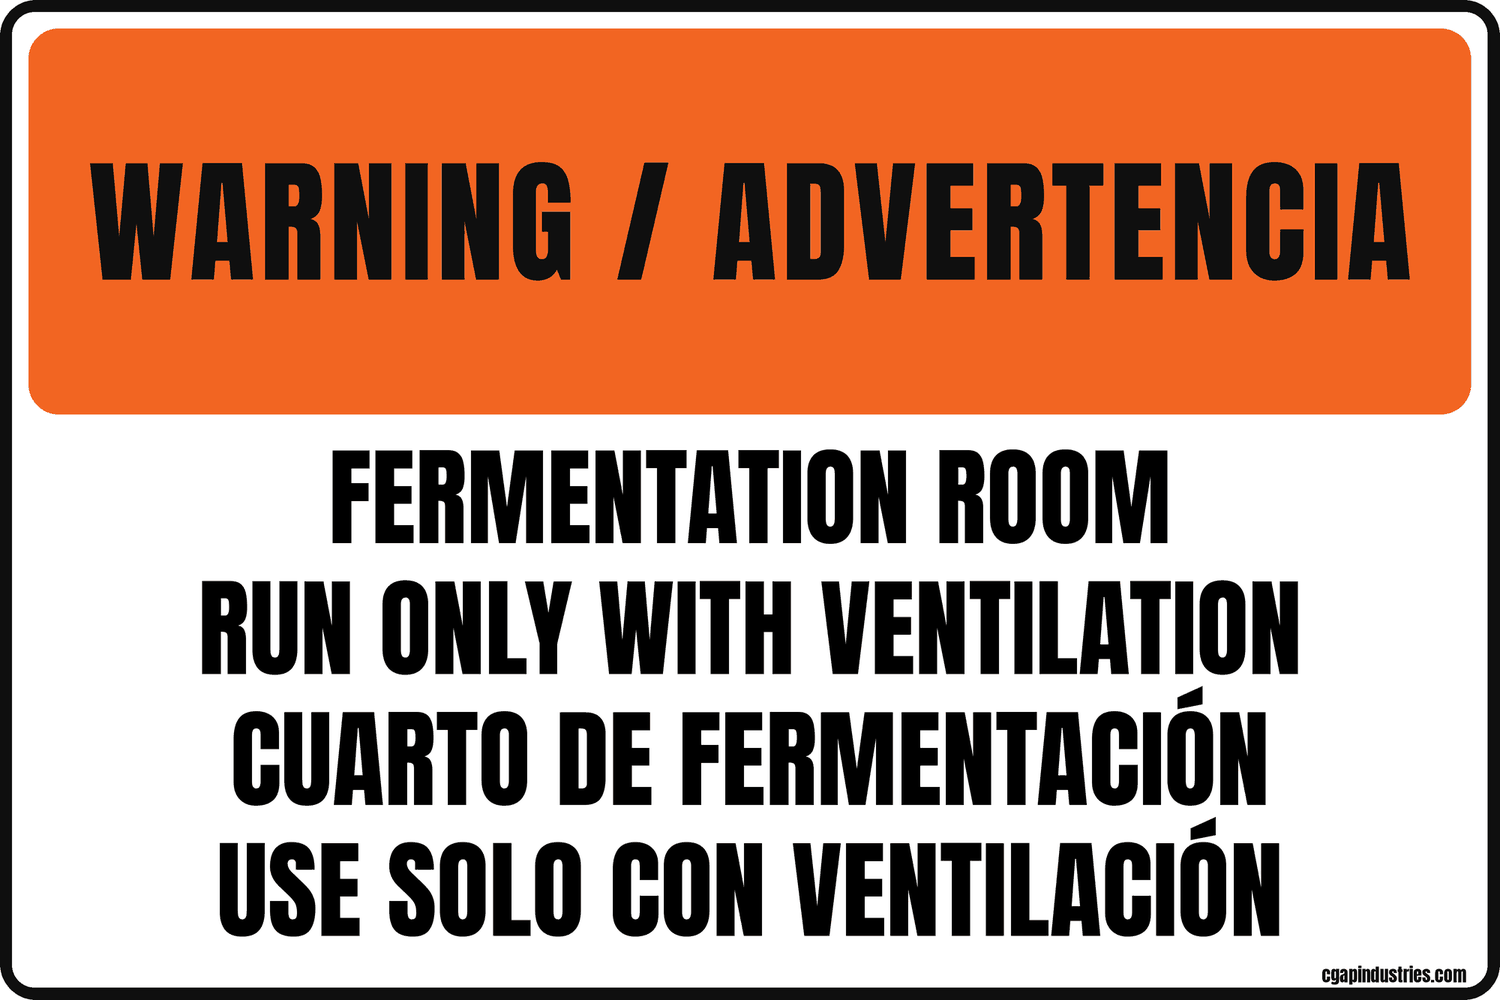 WARNING / ADVERTENCIA
FERMENTATION ROOM
RUN ONLY WITH VENTILATION
CUARTO DE FERMENTACIÓN
USE SOLO CON VENTILACIÓN
cgapindustries.com